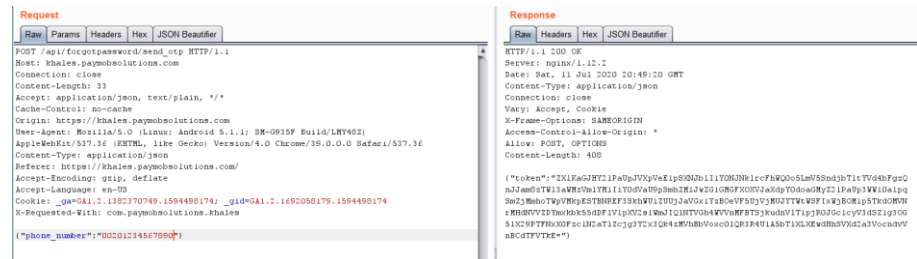 Request
Raw Params Headers Hex JSON Beautifier
POST /api/forgotpassword/send_otp HTTP/1.1
Host: khales.paymobsolutions.com
Connection: close
Content-Length: 33
Accept: application/json, text/plain, */*
Cache-Control: no-cache
Origin: https://khales.paymobsolutions.com
User-Agent: Mozilla/5.0 (Linux; Android 5.1.1; SM-G935F Build/LMY48Z)
AppleWebKit/537.36 (KHTML, like Gecko) Version/4.0 Chrome/39.0.0.0 Safari/537.36
Content-Type: application/json
Referer: https://khales.paymobsolutions.com/
Accept-Encoding: gzip, deflate
Accept-Language: en-US
Cookie: _ga=GA1.2.1382370749.1594498174; _gid=GA1.2.1692058179.1594498174
X-Requested-With: com.paymobsolutions.khales
{"phone_number":"00201234567890"}
Response
Raw Headers Hex JSON Beautifier
HTTP/1.1 200 OK
Server: nginx/1.12.2
Date: Sat, 11 Jul 2020 20:49:20 GMT
Content-Type: application/json
Connection: close
Vary: Accept, Cookie
X-Frame-Options: SAMEORIGIN
Access-Control-Allow-Origin: *
Allow: POST, OPTIONS
Content-Length: 408
{"token":